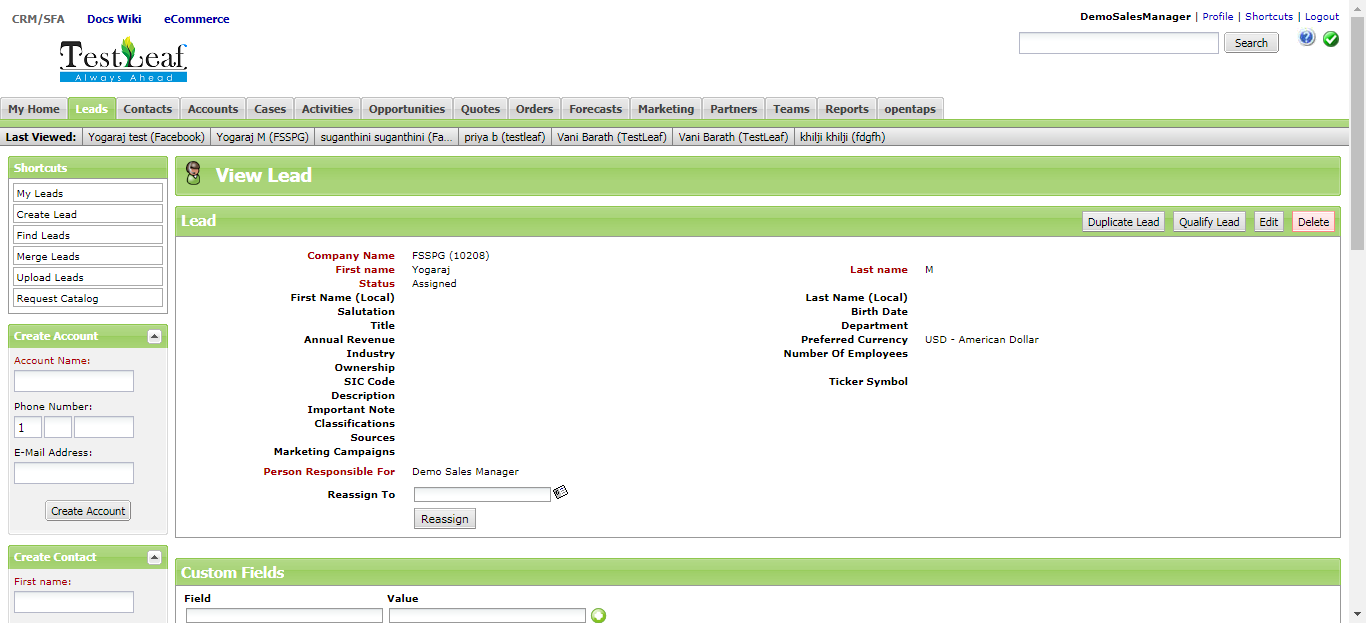 CRM/SFA Docs Wiki eCommerce
DemoSalesManager | Profile | Shortcuts | Logout
TestLeaf
Always Ahead
Search
My Home Leads Contacts Accounts Cases Activities Opportunities Quotes Orders Forecasts Marketing Partners Teams Reports opentaps
Last Viewed: Yogaraj test (Facebook) Yogaraj M (FSSPG) suganthini suganthini (Fa... priya b (testleaf) Vani Barath (TestLeaf) Vani Barath (TestLeaf) khilji khilji (fdgfh)
Shortcuts
My Leads
Create Lead
Find Leads
Merge Leads
Upload Leads
Request Catalog
Create Account
Account Name:
Phone Number:
1
E-Mail Address:
Create Account
Create Contact
First name:
View Lead
Lead
Duplicate Lead Qualify Lead Edit Delete
Company Name FSSPG (10208)
First name Yogaraj Last name M
Status Assigned
First Name (Local) Last Name (Local)
Salutation Birth Date
Title Department
Annual Revenue Preferred Currency USD - American Dollar
Industry Number Of Employees
Ownership
SIC Code Ticker Symbol
Description
Important Note
Classifications
Sources
Marketing Campaigns
Person Responsible For Demo Sales Manager
Reassign To
Reassign
Custom Fields
Field Value